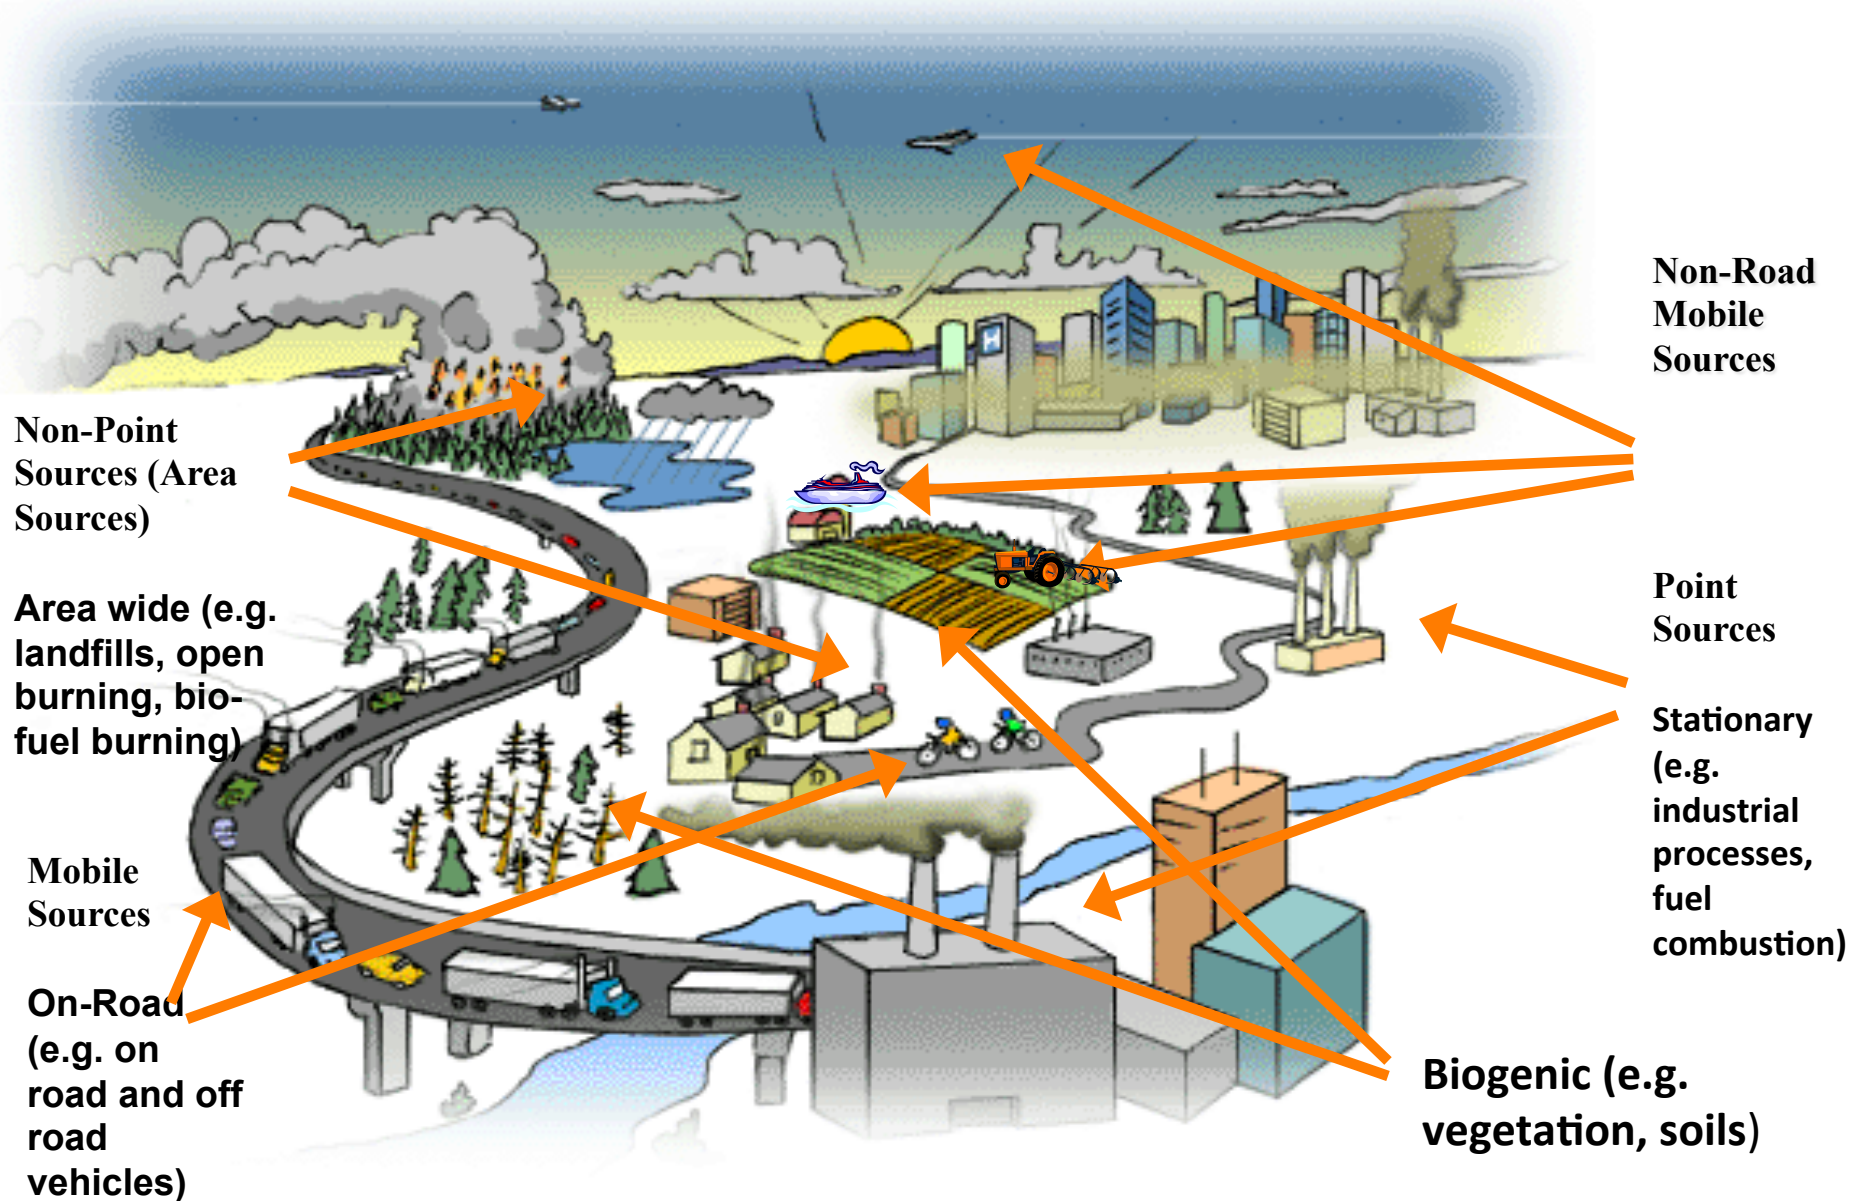 Non-Road
Mobile
Sources
Non-Point
Sources (Area
Sources)
Area wide (e.g.
landfills, open
burning, bio-
fuel burning)
Point
Sources
Stationary
(e.g.
industrial
processes,
fuel
combustion)
Mobile
Sources
On-Road
(e.g. on
road and off
road
vehicles)
Biogenic (e.g.
vegetation, soils)
H